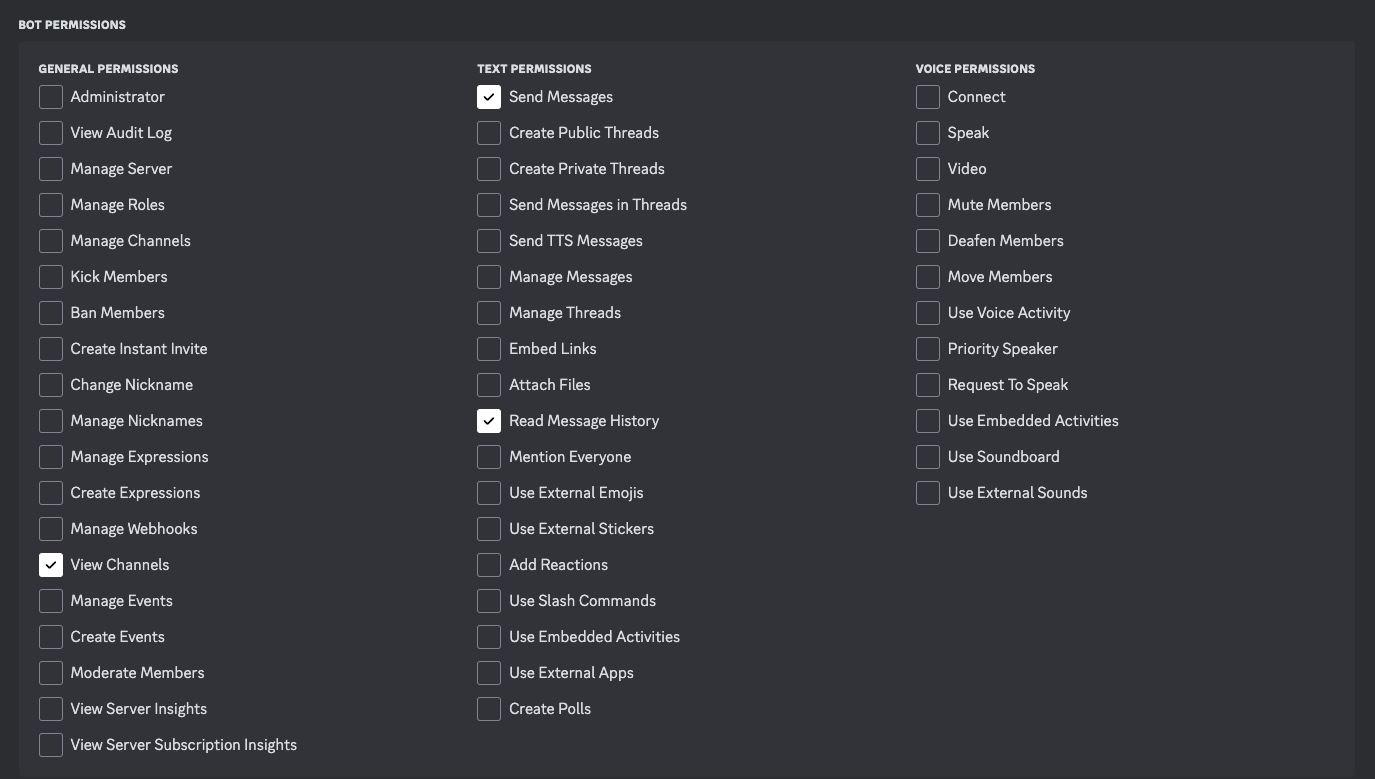 BOT PERMISSIONS
GENERAL PERMISSIONS
Administrator
View Audit Log
Manage Server
Manage Roles
Manage Channels
Kick Members
Ban Members
Create Instant Invite
Change Nickname
Manage Nicknames
Manage Expressions
Create Expressions
Manage Webhooks
View Channels
Manage Events
Create Events
Moderate Members
View Server Insights
View Server Subscription Insights
TEXT PERMISSIONS
Send Messages
Create Public Threads
Create Private Threads
Send Messages in Threads
Send TTS Messages
Manage Messages
Manage Threads
Embed Links
Attach Files
Read Message History
Mention Everyone
Use External Emojis
Use External Stickers
Add Reactions
Use Slash Commands
Use Embedded Activities
Use External Apps
Create Polls
VOICE PERMISSIONS
Connect
Speak
Video
Mute Members
Deafen Members
Move Members
Use Voice Activity
Priority Speaker
Request To Speak
Use Embedded Activities
Use Soundboard
Use External Sounds